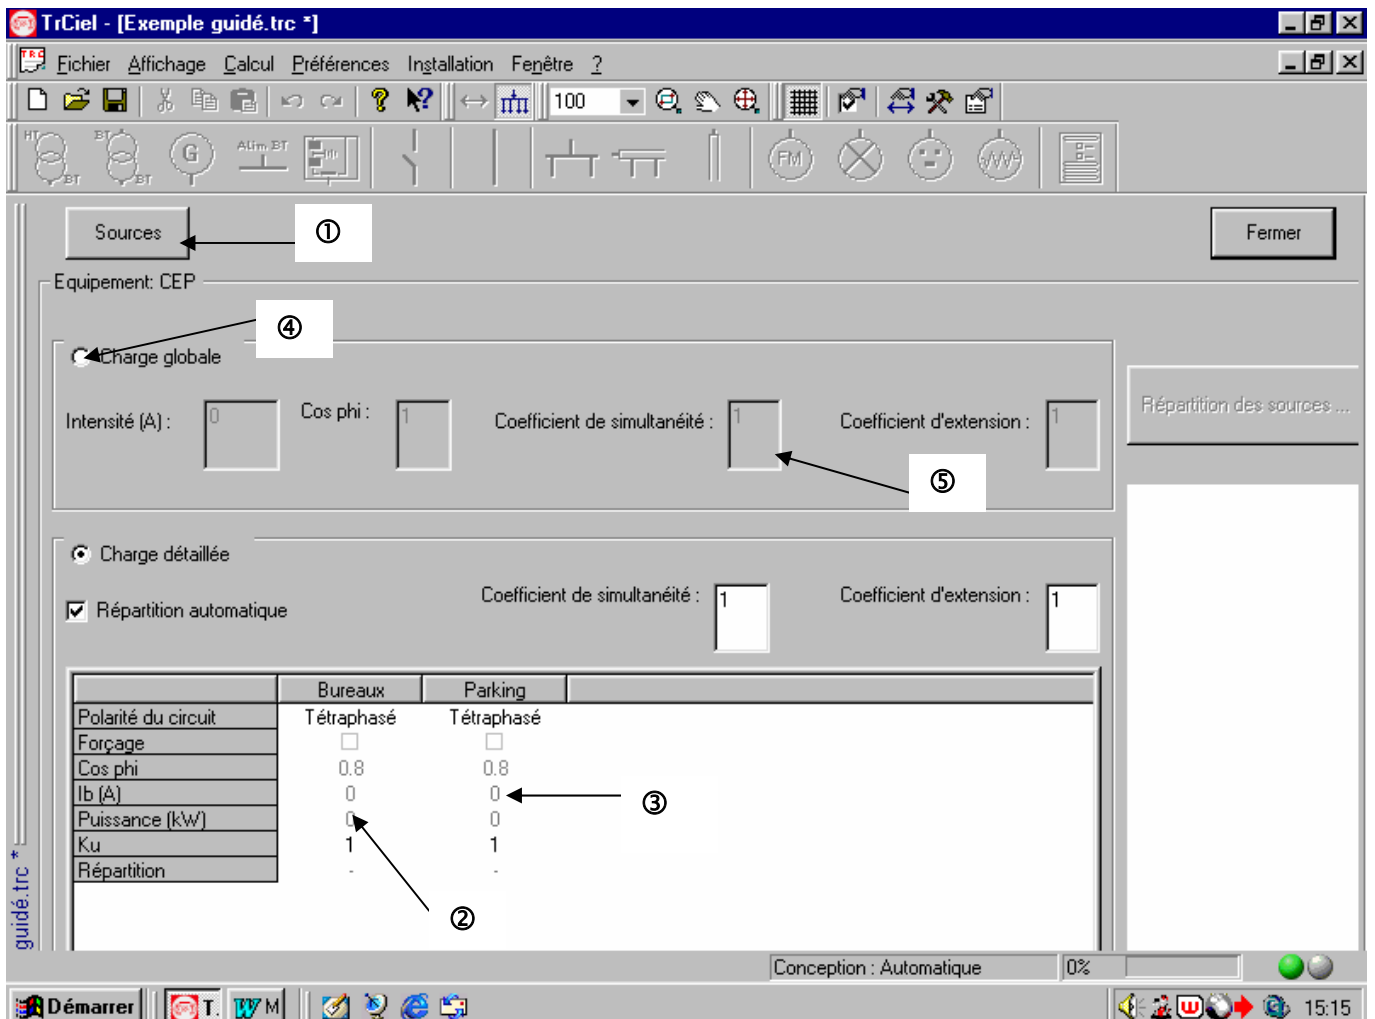 TrCiel - [Exemple guidé.trc *]
Fichier Affichage Calcul Préférences Installation Fenêtre ?
100
HT BT BT BT G Alim BT FM
Sources ① Fermer
Equipement: CEP
④
Charge globale
Intensité (A) : 0 Cos phi : 1 Coefficient de simultanéité : 1 Coefficient d'extension : 1
Répartition des sources ...
⑤
Charge détaillée
Répartition automatique Coefficient de simultanéité : 1 Coefficient d'extension : 1
Bureaux Parking
Polarité du circuit Tétraphasé Tétraphasé
Forçage
Cos phi 0.8 0.8
Ib (A) 0 0 ③
Puissance (kW) 0 0
Ku 1 1
Répartition - -
②
guidé.trc *
Conception : Automatique 0%
Démarrer T. W M 15:15